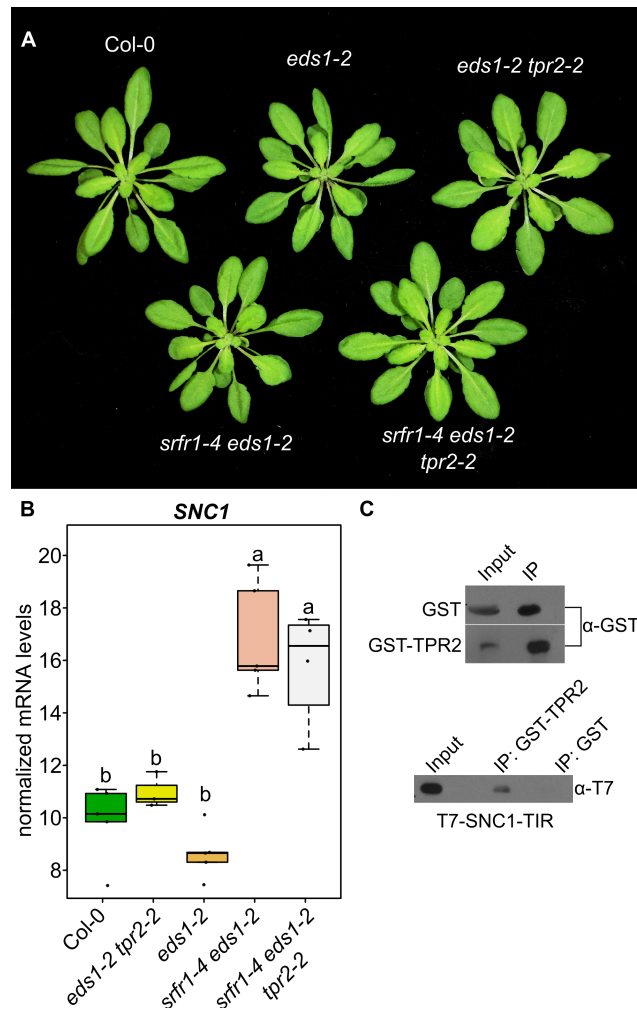 A
Col-0
eds1-2
eds1-2 tpr2-2
srfr1-4 eds1-2
srfr1-4 eds1-2
tpr2-2
B
SNC1
normalized mRNA levels
20
18
16
14
12
10
8
b
b
b
a
a
Col-0
eds1-2 tpr2-2
eds1-2
srfr1-4 eds1-2
srfr1-4 eds1-2
tpr2-2
C
Input
IP
GST
GST-TPR2
α-GST
Input
IP: GST-TPR2
IP: GST
α-T7
T7-SNC1-TIR